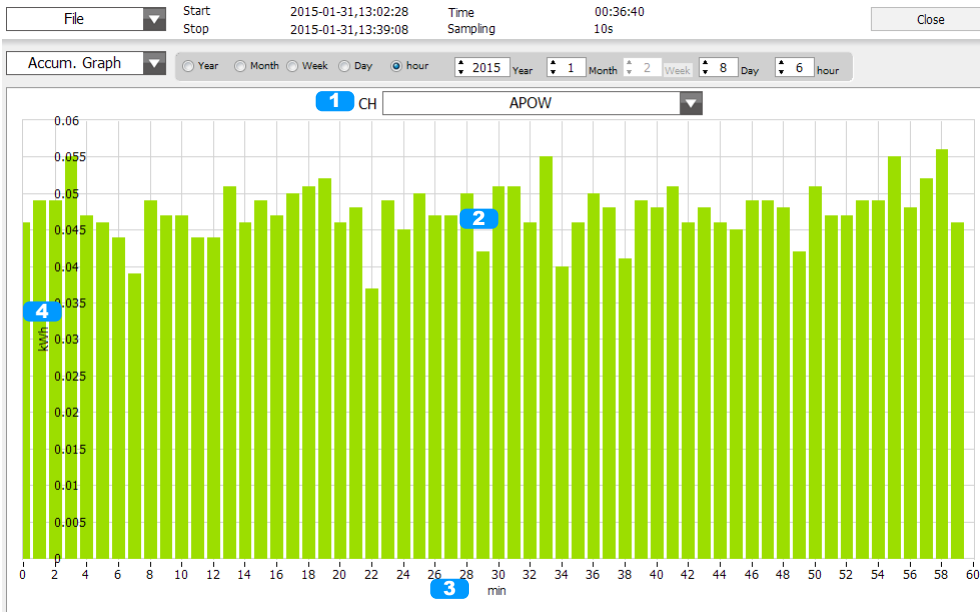 File Start 2015-01-31,13:02:28 Time 00:36:40 Close
Stop 2015-01-31,13:39:08 Sampling 10s
Accum. Graph Year Month Week Day hour 2015 Year 1 Month 2 Week 8 Day 6 hour
1 CH APOW
0.06
0.055
0.05
0.045
2
0.04
0.035
4
0.03
kWh
0.025
0.02
0.015
0.01
0.005
0
0 2 4 6 8 10 12 14 16 18 20 22 24 26 28 30 32 34 36 38 40 42 44 46 48 50 52 54 56 58 60
3
min